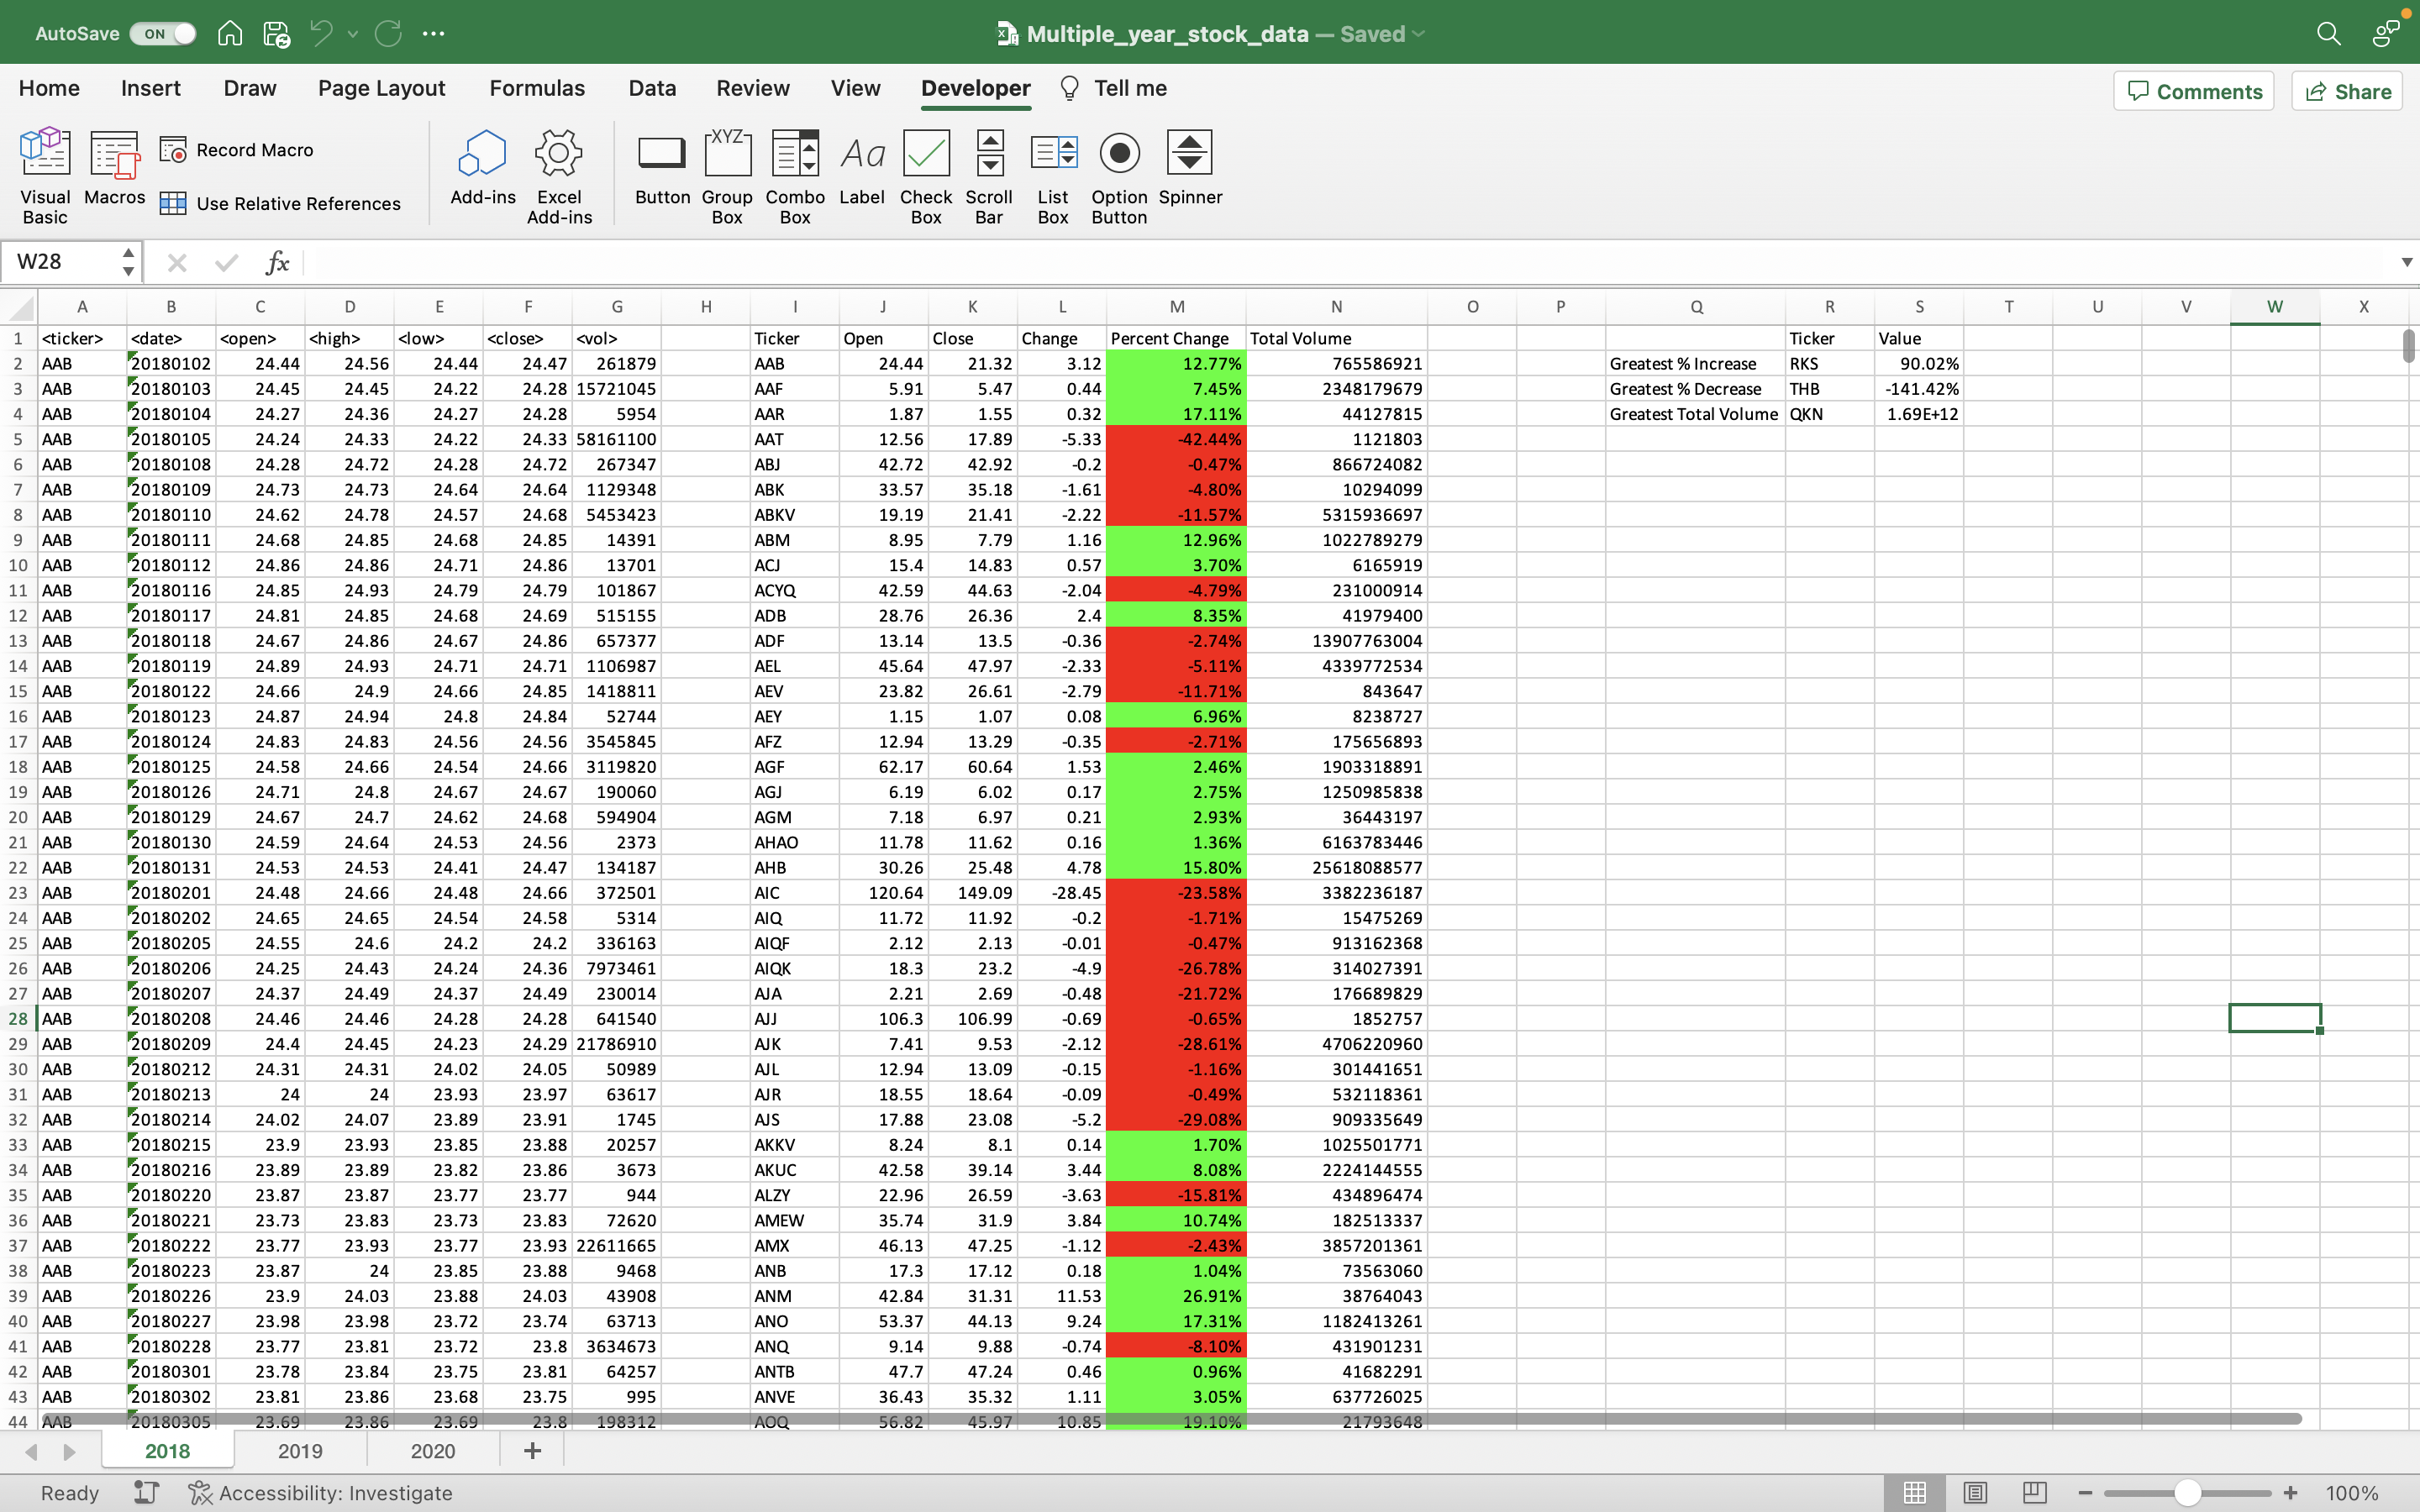 AutoSave ON Multiple_year_stock_data — Saved
Home Insert Draw Page Layout Formulas Data Review View Developer Tell me Comments Share
Visual Basic Macros Record Macro Use Relative References Add-ins Excel Add-ins Button Group Box Combo Box Label Check Box Scroll Bar List Box Option Button Spinner
XYZ Aa
W28 fx
A B C D E F G H I J K L M N O P Q R S T U V W X
1 <ticker> <date> <open> <high> <low> <close> <vol> Ticker Open Close Change Percent Change Total Volume Ticker Value
2 AAB 20180102 24.44 24.56 24.44 24.47 261879 AAB 24.44 21.32 3.12 12.77% 765586921 Greatest % Increase RKS 90.02%
3 AAB 20180103 24.45 24.45 24.22 24.28 15721045 AAF 5.91 5.47 0.44 7.45% 2348179679 Greatest % Decrease THB -141.42%
4 AAB 20180104 24.27 24.36 24.27 24.28 5954 AAR 1.87 1.55 0.32 17.11% 44127815 Greatest Total Volume QKN 1.69E+12
5 AAB 20180105 24.24 24.33 24.22 24.33 58161100 AAT 12.56 17.89 -5.33 -42.44% 1121803
6 AAB 20180108 24.28 24.72 24.28 24.72 267347 ABJ 42.72 42.92 -0.2 -0.47% 866724082
7 AAB 20180109 24.73 24.73 24.64 24.64 1129348 ABK 33.57 35.18 -1.61 -4.80% 10294099
8 AAB 20180110 24.62 24.78 24.57 24.68 5453423 ABKV 19.19 21.41 -2.22 -11.57% 5315936697
9 AAB 20180111 24.68 24.85 24.68 24.85 14391 ABM 8.95 7.79 1.16 12.96% 1022789279
10 AAB 20180112 24.86 24.86 24.71 24.86 13701 ACJ 15.4 14.83 0.57 3.70% 6165919
11 AAB 20180116 24.85 24.93 24.79 24.79 101867 ACYQ 42.59 44.63 -2.04 -4.79% 231000914
12 AAB 20180117 24.81 24.85 24.68 24.69 515155 ADB 28.76 26.36 2.4 8.35% 41979400
13 AAB 20180118 24.67 24.86 24.67 24.86 657377 ADF 13.14 13.5 -0.36 -2.74% 13907763004
14 AAB 20180119 24.89 24.93 24.71 24.71 1106987 AEL 45.64 47.97 -2.33 -5.11% 4339772534
15 AAB 20180122 24.66 24.9 24.66 24.85 1418811 AEV 23.82 26.61 -2.79 -11.71% 843647
16 AAB 20180123 24.87 24.94 24.8 24.84 52744 AEY 1.15 1.07 0.08 6.96% 8238727
17 AAB 20180124 24.83 24.83 24.56 24.56 3545845 AFZ 12.94 13.29 -0.35 -2.71% 175656893
18 AAB 20180125 24.58 24.66 24.54 24.66 3119820 AGF 62.17 60.64 1.53 2.46% 1903318891
19 AAB 20180126 24.71 24.8 24.67 24.67 190060 AGJ 6.19 6.02 0.17 2.75% 1250985838
20 AAB 20180129 24.67 24.7 24.62 24.68 594904 AGM 7.18 6.97 0.21 2.93% 36443197
21 AAB 20180130 24.59 24.64 24.53 24.56 2373 AHAO 11.78 11.62 0.16 1.36% 6163783446
22 AAB 20180131 24.53 24.53 24.41 24.47 134187 AHB 30.26 25.48 4.78 15.80% 25618088577
23 AAB 20180201 24.48 24.66 24.48 24.66 372501 AIC 120.64 149.09 -28.45 -23.58% 3382236187
24 AAB 20180202 24.65 24.65 24.54 24.58 5314 AIQ 11.72 11.92 -0.2 -1.71% 15475269
25 AAB 20180205 24.55 24.6 24.2 24.2 336163 AIQF 2.12 2.13 -0.01 -0.47% 913162368
26 AAB 20180206 24.25 24.43 24.24 24.36 7973461 AIQK 18.3 23.2 -4.9 -26.78% 314027391
27 AAB 20180207 24.37 24.49 24.37 24.49 230014 AJA 2.21 2.69 -0.48 -21.72% 176689829
28 AAB 20180208 24.46 24.46 24.28 24.28 641540 AJJ 106.3 106.99 -0.69 -0.65% 1852757
29 AAB 20180209 24.4 24.45 24.23 24.29 21786910 AJK 7.41 9.53 -2.12 -28.61% 4706220960
30 AAB 20180212 24.31 24.31 24.02 24.05 50989 AJL 12.94 13.09 -0.15 -1.16% 301441651
31 AAB 20180213 24 24 23.93 23.97 63617 AJR 18.55 18.64 -0.09 -0.49% 532118361
32 AAB 20180214 24.02 24.07 23.89 23.91 1745 AJS 17.88 23.08 -5.2 -29.08% 909335649
33 AAB 20180215 23.9 23.93 23.85 23.88 20257 AKKV 8.24 8.1 0.14 1.70% 1025501771
34 AAB 20180216 23.89 23.89 23.82 23.86 3673 AKUC 42.58 39.14 3.44 8.08% 2224144555
35 AAB 20180220 23.87 23.87 23.77 23.77 944 ALZY 22.96 26.59 -3.63 -15.81% 434896474
36 AAB 20180221 23.73 23.83 23.73 23.83 72620 AMEW 35.74 31.9 3.84 10.74% 182513337
37 AAB 20180222 23.77 23.93 23.77 23.93 22611665 AMX 46.13 47.25 -1.12 -2.43% 3857201361
38 AAB 20180223 23.87 24 23.85 23.88 9468 ANB 17.3 17.12 0.18 1.04% 73563060
39 AAB 20180226 23.9 24.03 23.88 24.03 43908 ANM 42.84 31.31 11.53 26.91% 38764043
40 AAB 20180227 23.98 23.98 23.72 23.74 63713 ANO 53.37 44.13 9.24 17.31% 1182413261
41 AAB 20180228 23.77 23.81 23.72 23.8 3634673 ANQ 9.14 9.88 -0.74 -8.10% 431901231
42 AAB 20180301 23.78 23.84 23.75 23.81 64257 ANTB 47.7 47.24 0.46 0.96% 41682291
43 AAB 20180302 23.81 23.86 23.68 23.75 995 ANVE 36.43 35.32 1.11 3.05% 637726025
44 AAB 20180305 23.69 23.86 23.69 23.8 198312 AOQ 56.82 45.97 10.85 19.10% 21793648
2018 2019 2020 +
Ready Accessibility: Investigate 100%